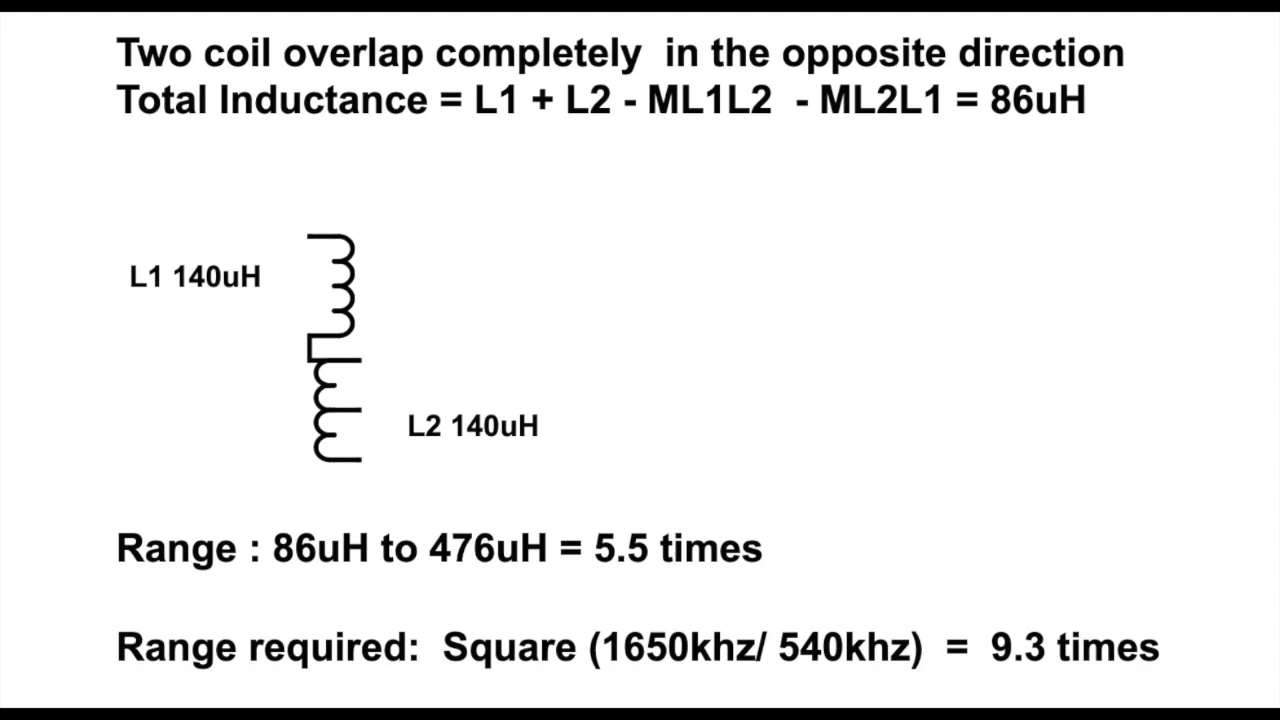 Two coil overlap completely in the opposite direction
Total Inductance = L1 + L2 - ML1L2 - ML2L1 = 86uH
L1 140uH
L2 140uH
Range : 86uH to 476uH = 5.5 times
Range required: Square (1650khz/ 540khz) = 9.3 times